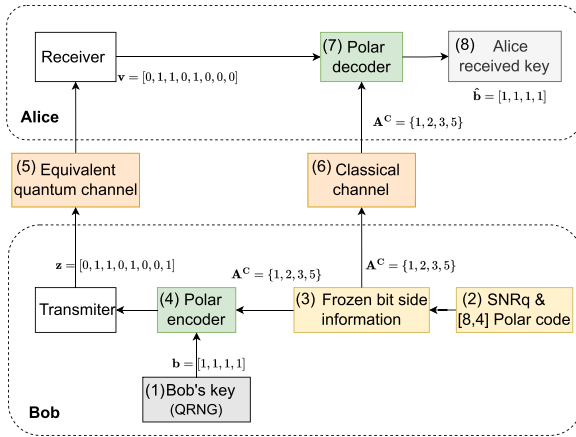 Receiver
(7) Polar
decoder
(8) Alice
received key
v = [0, 1, 1, 0, 1, 0, 0, 0]
b̂ = [1, 1, 1, 1]
Alice
A^C = {1, 2, 3, 5}
(5) Equivalent
quantum channel
(6) Classical
channel
z = [0, 1, 1, 0, 1, 0, 0, 1]
A^C = {1, 2, 3, 5}
A^C = {1, 2, 3, 5}
Transmiter
(4) Polar
encoder
(3) Frozen bit side
information
(2) SNRq &
[8,4] Polar code
b = [1, 1, 1, 1]
(1) Bob's key
(QRNG)
Bob